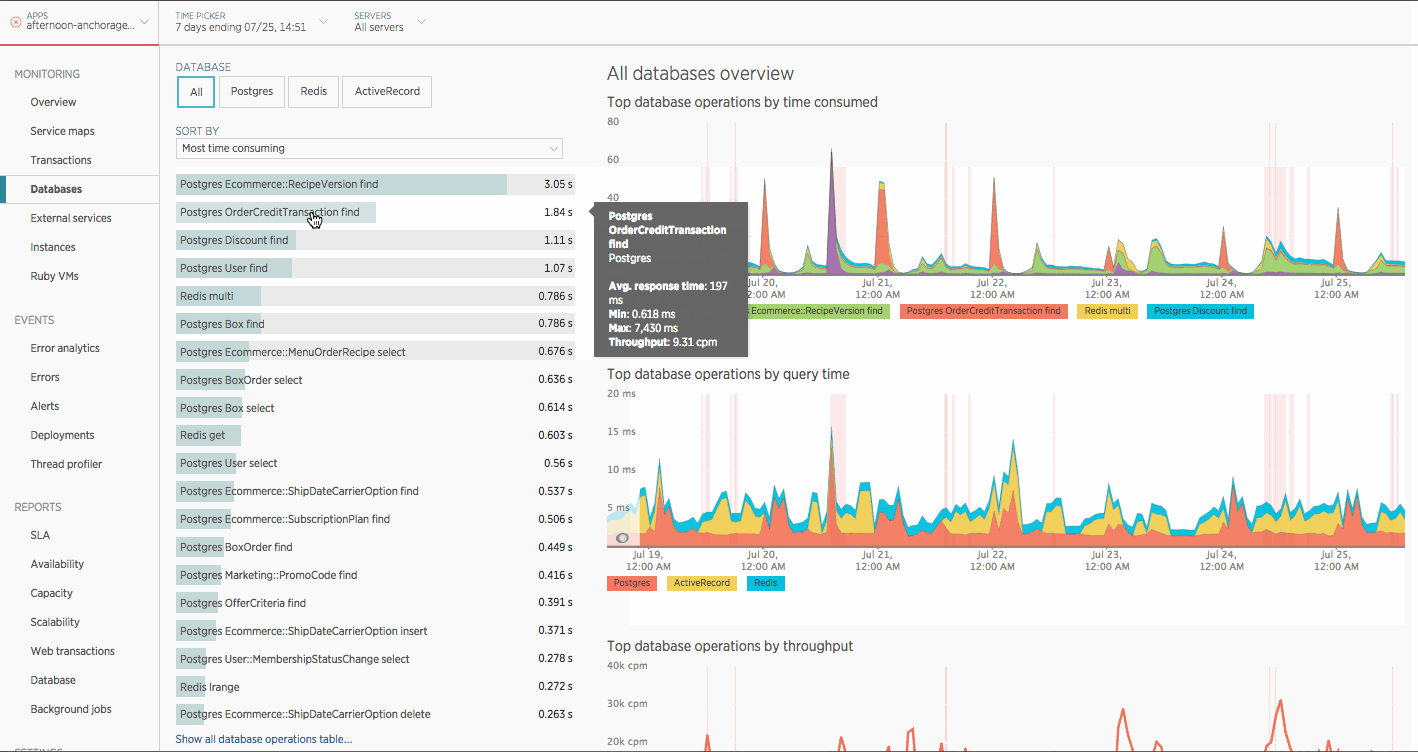 APPS
afternoon-anchorage...
TIME PICKER
7 days ending 07/25, 14:51
SERVERS
All servers
MONITORING
Overview
Service maps
Transactions
Databases
External services
Instances
Ruby VMs
EVENTS
Error analytics
Errors
Alerts
Deployments
Thread profiler
REPORTS
SLA
Availability
Capacity
Scalability
Web transactions
Database
Background jobs
SETTINGS
DATABASE
All
Postgres
Redis
ActiveRecord
SORT BY
Most time consuming
Postgres Ecommerce::RecipeVersion find 3.05 s
Postgres OrderCreditTransaction find 1.84 s
Postgres Discount find 1.11 s
Postgres User find 1.07 s
Redis multi 0.786 s
Postgres Box find 0.786 s
Postgres Ecommerce::MenuOrderRecipe select 0.676 s
Postgres BoxOrder select 0.636 s
Postgres Box select 0.614 s
Redis get 0.603 s
Postgres User select 0.56 s
Postgres Ecommerce::ShipDateCarrierOption find 0.537 s
Postgres Ecommerce::SubscriptionPlan find 0.506 s
Postgres BoxOrder find 0.449 s
Postgres Marketing::PromoCode find 0.416 s
Postgres OfferCriteria find 0.391 s
Postgres Ecommerce::ShipDateCarrierOption insert 0.371 s
Postgres User::MembershipStatusChange select 0.278 s
Redis lrange 0.272 s
Postgres Ecommerce::ShipDateCarrierOption delete 0.263 s
Show all database operations table...
All databases overview
Top database operations by time consumed
80
60
40
Postgres
OrderCreditTransaction
find
Postgres
Avg. response time: 197
ms
Min: 0.618 ms
Max: 7,430 ms
Throughput: 9.31 cpm
Jul 20, Jul 21, Jul 22, Jul 23, Jul 24, Jul 25,
12:00 AM 12:00 AM 12:00 AM 12:00 AM 12:00 AM 12:00 AM
Ecommerce::RecipeVersion find Postgres OrderCreditTransaction find Redis multi Postgres Discount find
Top database operations by query time
20 ms
15 ms
10 ms
5 ms
Jul 19, Jul 20, Jul 21, Jul 22, Jul 23, Jul 24, Jul 25,
12:00 AM 12:00 AM 12:00 AM 12:00 AM 12:00 AM 12:00 AM 12:00 AM
Postgres ActiveRecord Redis
Top database operations by throughput
40k cpm
30k cpm
20k cpm